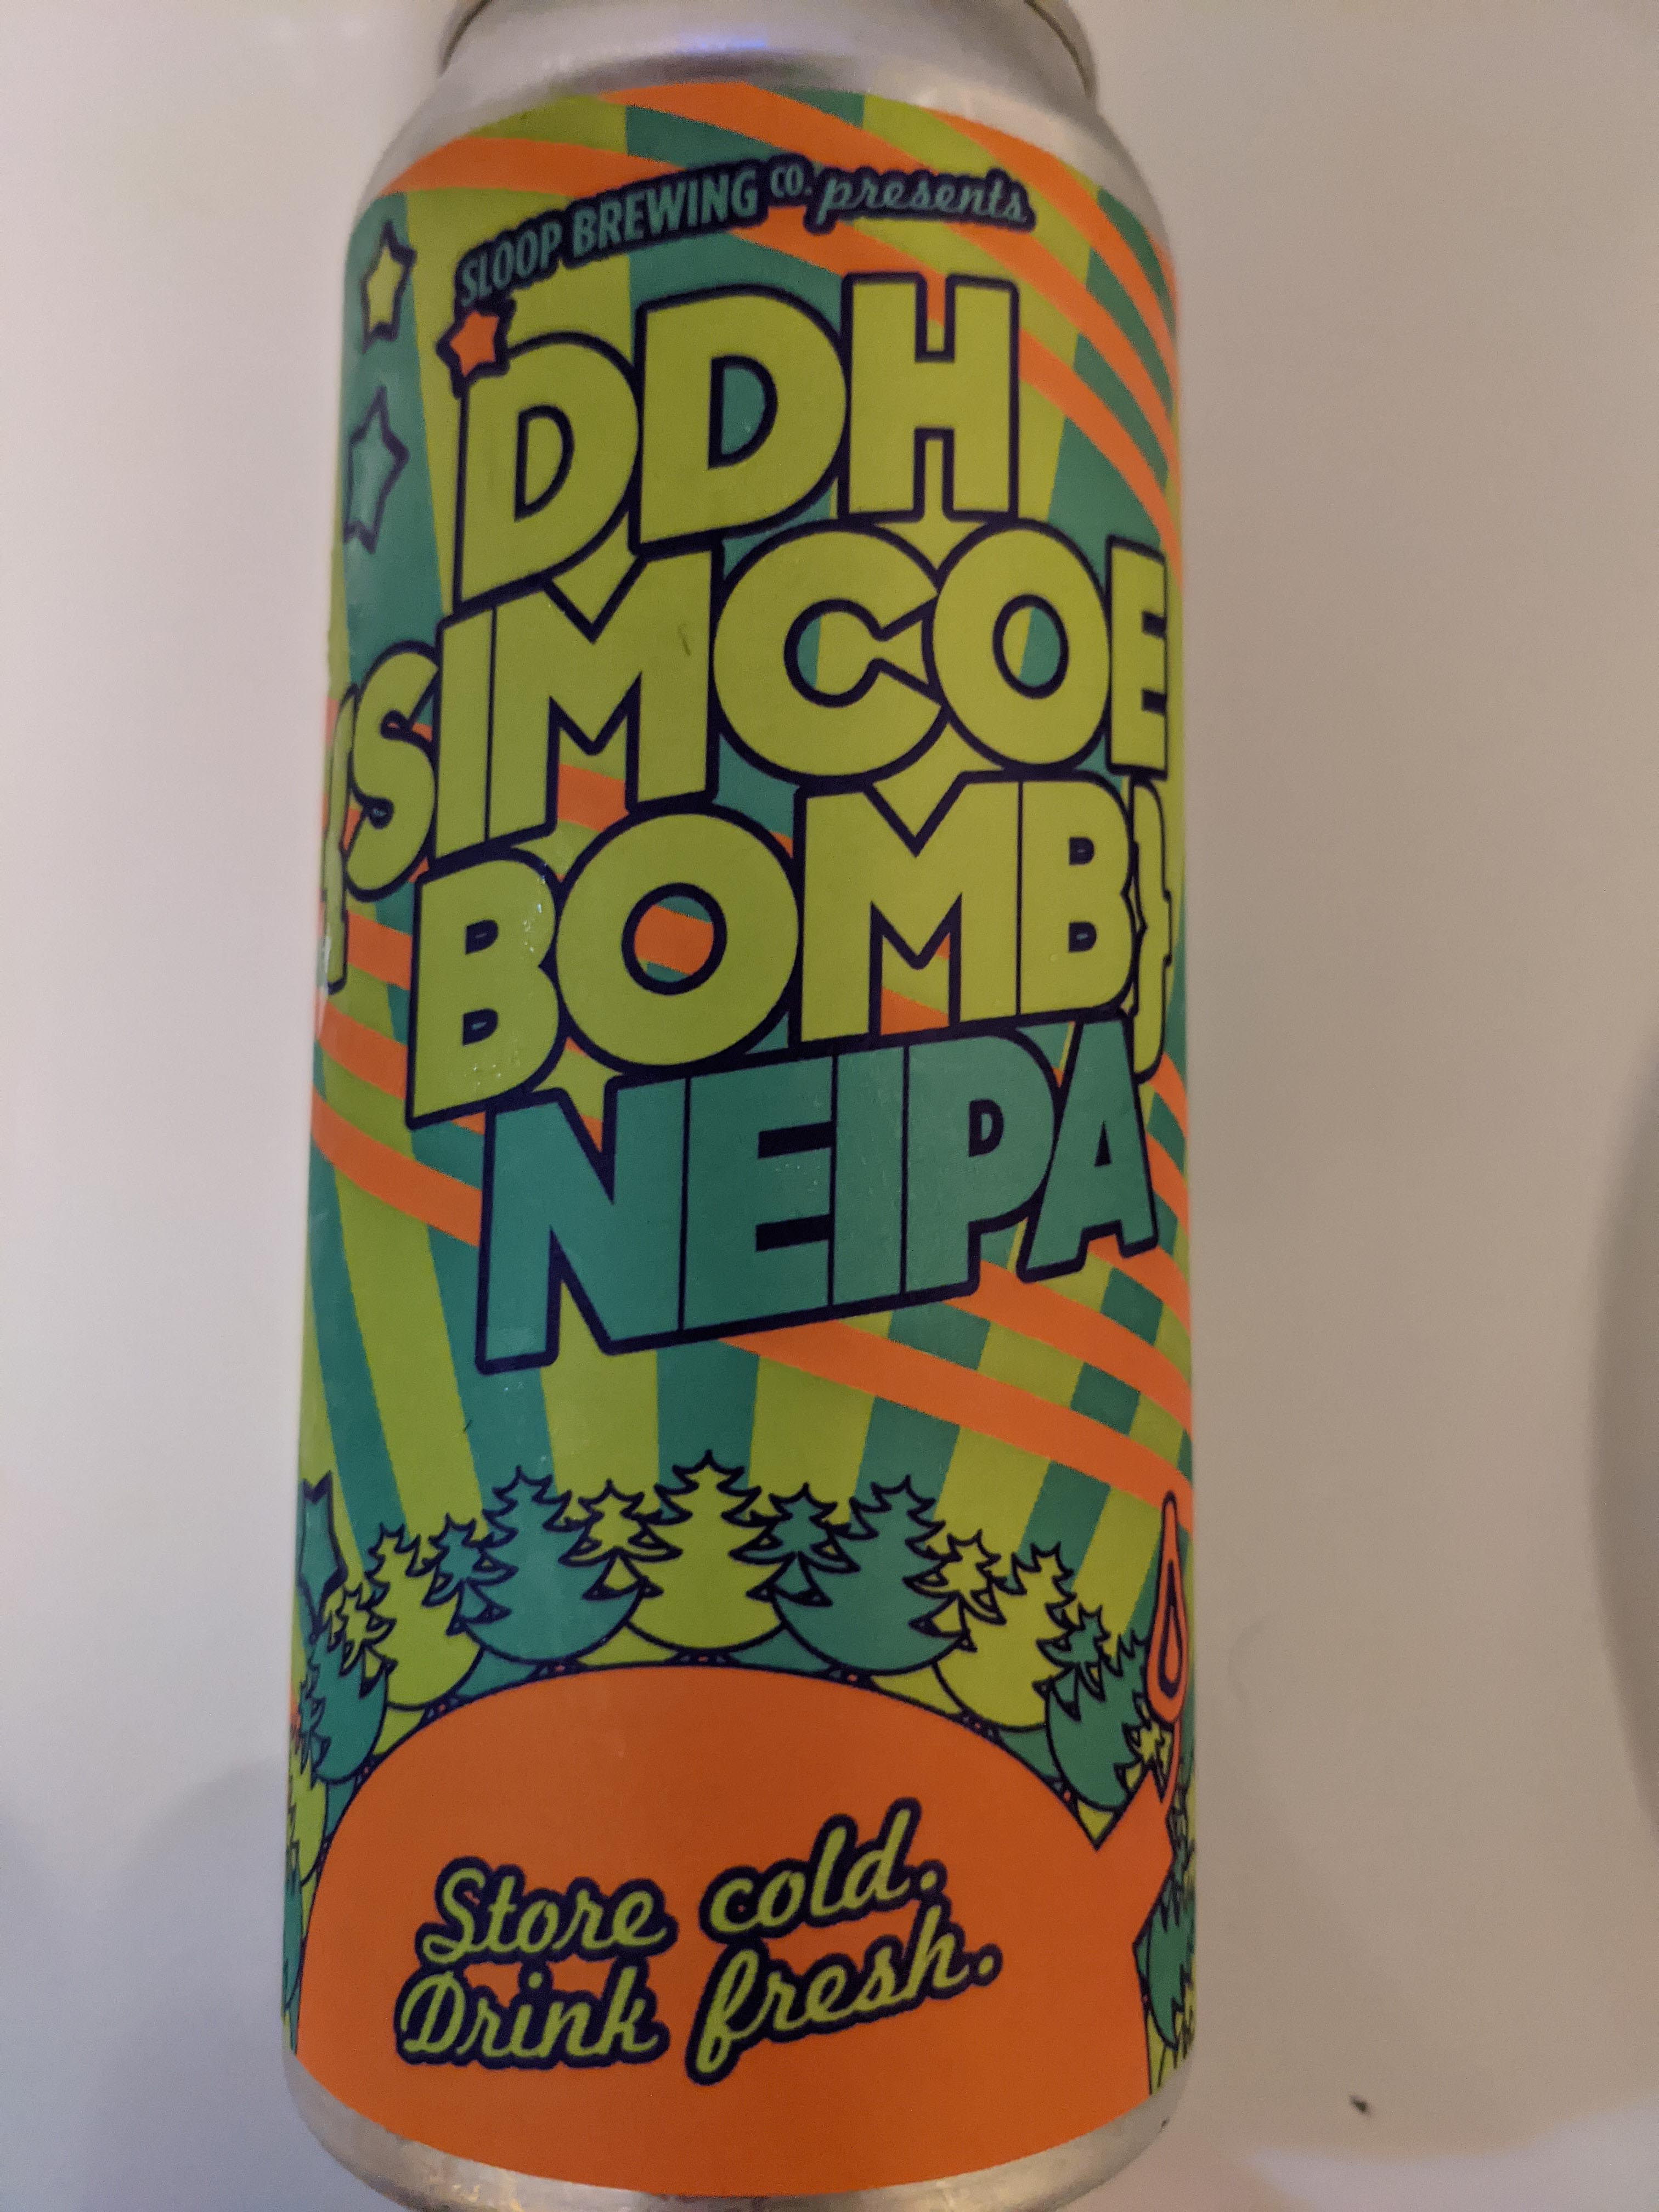 SLOOP BREWING CO. presents
DDH
{SIMCOE
BOMB}
NEIPA
Store cold.
Drink fresh.